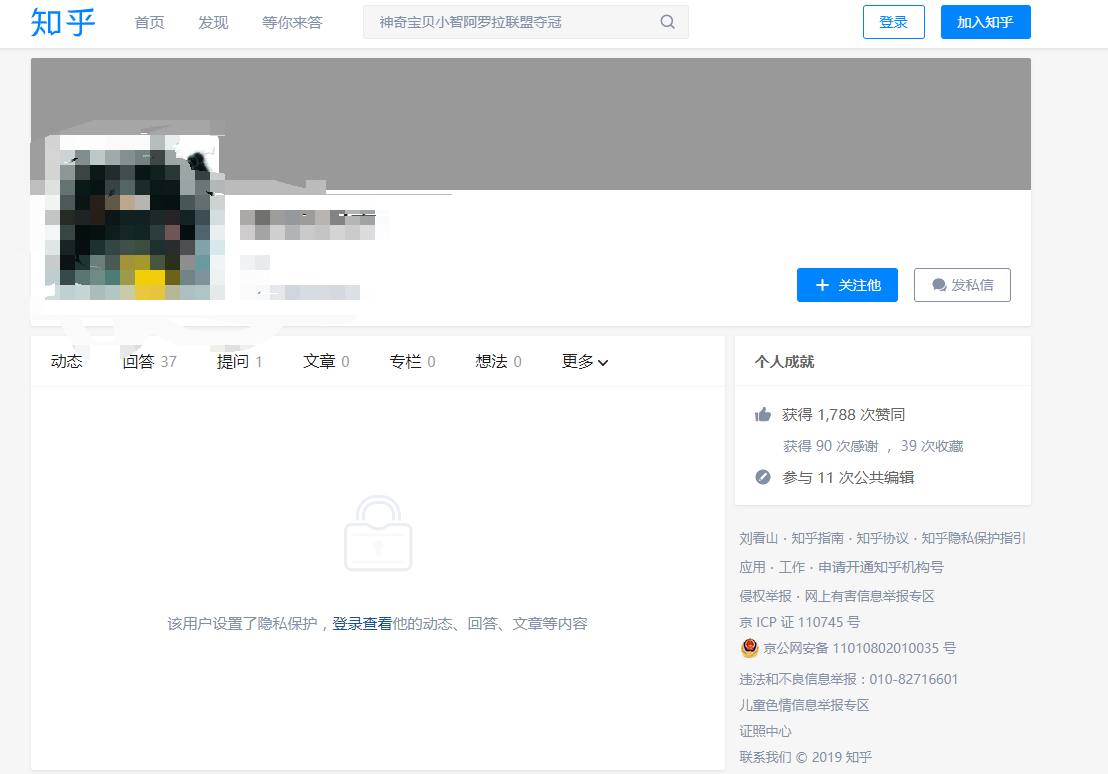 知乎 首页 发现 等你来答 神奇宝贝小智阿罗拉联盟夺冠 登录 加入知乎
关注他 发私信
动态 回答 37 提问 1 文章 0 专栏 0 想法 0 更多
个人成就
获得 1,788 次赞同
获得 90 次感谢 ， 39 次收藏
参与 11 次公共编辑
该用户设置了隐私保护，登录查看他的动态、回答、文章等内容
刘看山 · 知乎指南 · 知乎协议 · 知乎隐私保护指引
应用 · 工作 · 申请开通知乎机构号
侵权举报 · 网上有害信息举报专区
京 ICP 证 110745 号
京公网安备 11010802010035 号
违法和不良信息举报：010-82716601
儿童色情信息举报专区
证照中心
联系我们 © 2019 知乎